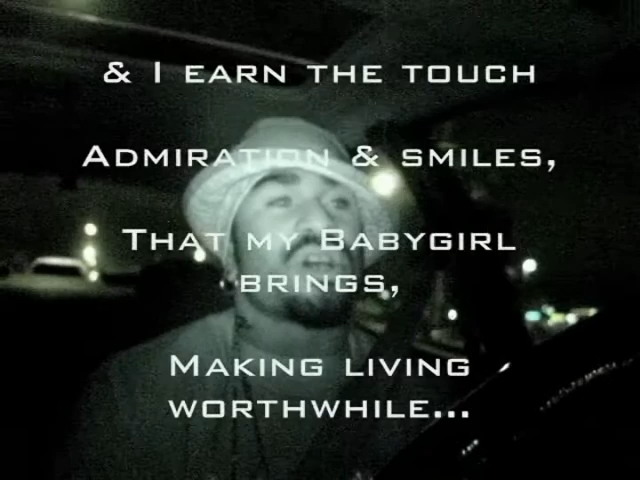 & I EARN THE TOUCH
ADMIRATION & SMILES,
THAT MY BABYGIRL
BRINGS,
MAKING LIVING
WORTHWHILE...